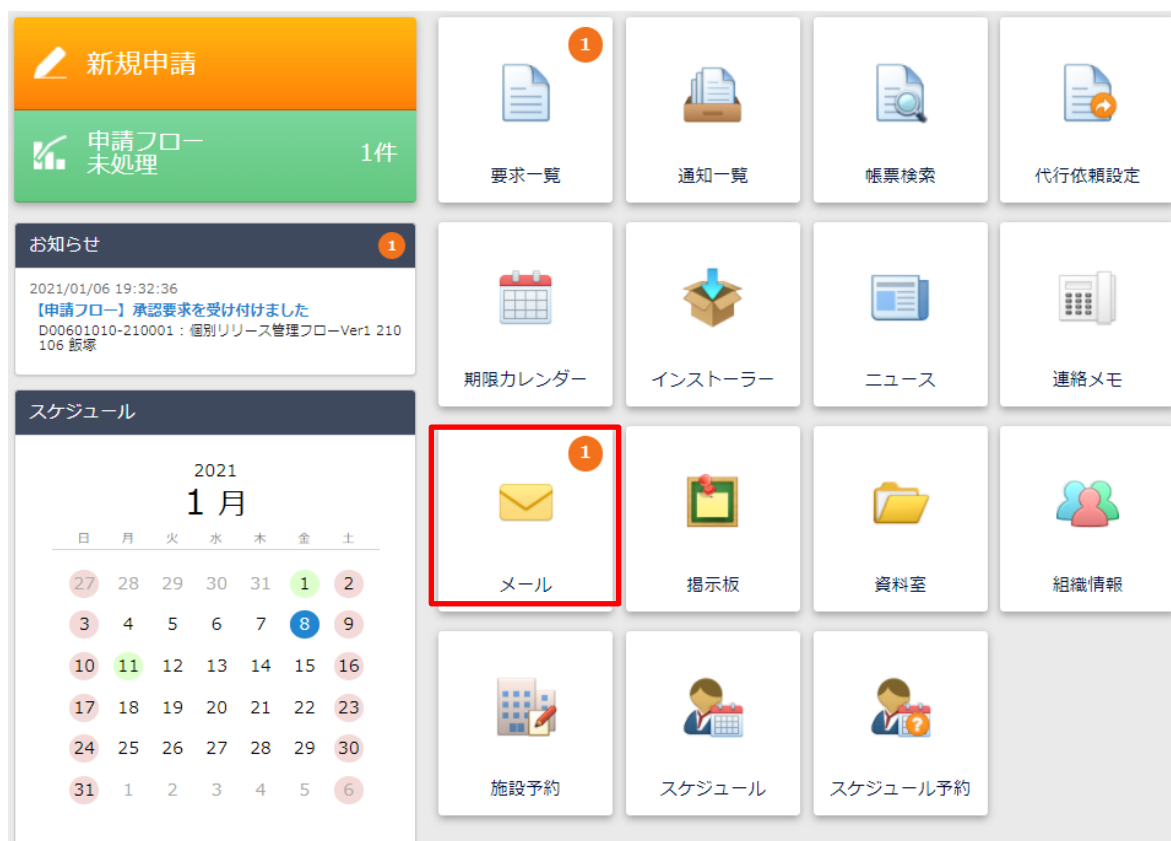 新規申請
申請フロー
未処理
1件
お知らせ
1
2021/01/06 19:32:36
【申請フロー】承認要求を受け付けました
D00601010-210001 : 個別リリース管理フローVer1 210
106 飯塚
スケジュール
2021
1 月
日 月 火 水 木 金 土
27 28 29 30 31 1 2
3 4 5 6 7 8 9
10 11 12 13 14 15 16
17 18 19 20 21 22 23
24 25 26 27 28 29 30
31 1 2 3 4 5 6
1
要求一覧
通知一覧
帳票検索
代行依頼設定
期限カレンダー
インストーラー
ニュース
連絡メモ
1
メール
掲示板
資料室
組織情報
施設予約
スケジュール
スケジュール予約